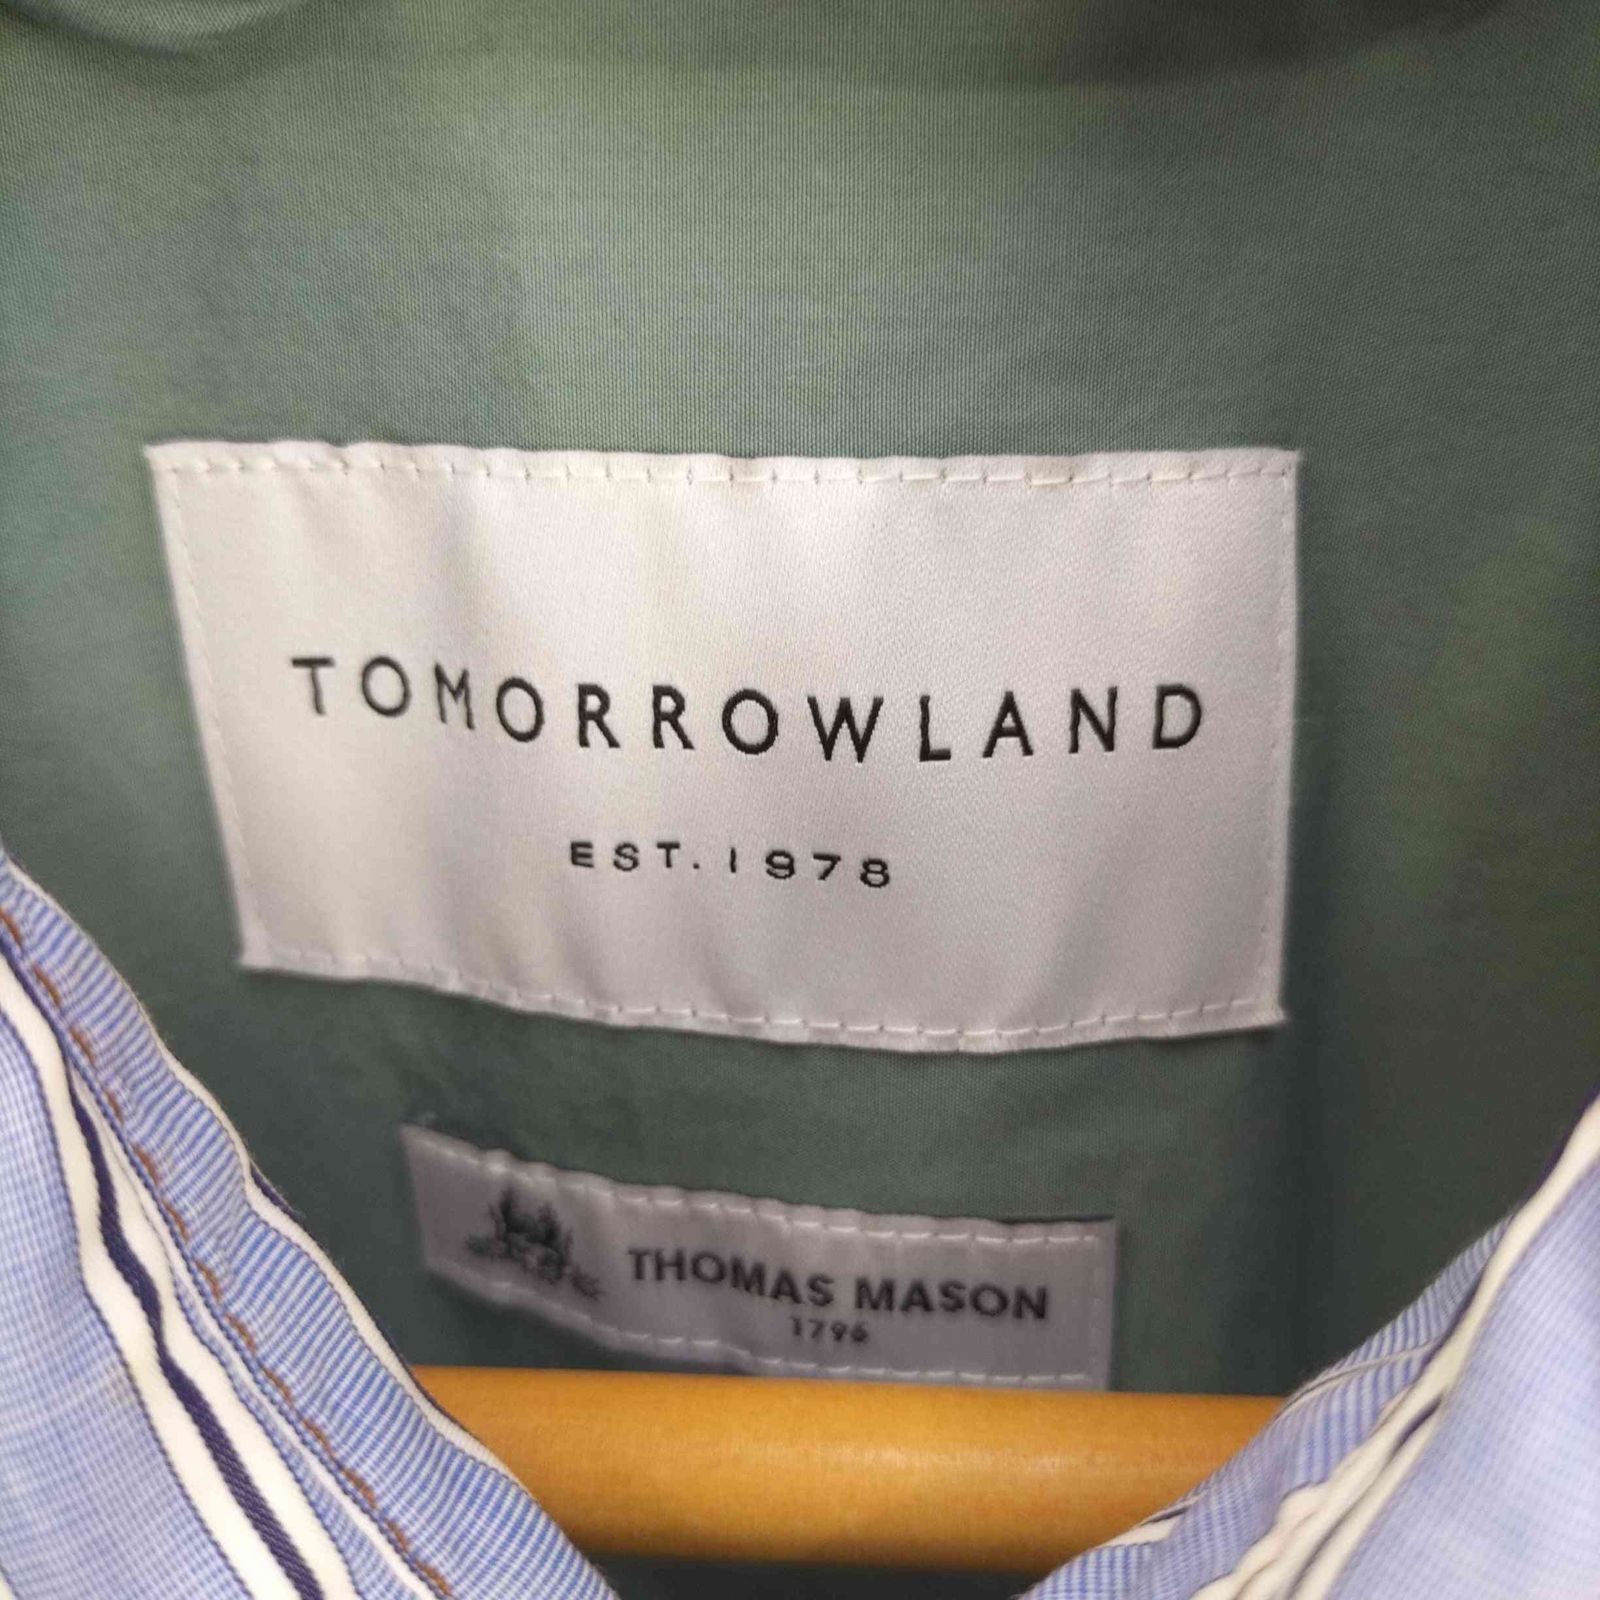 TOMORROWLAND
EST. 1978
THOMAS MASON
1796